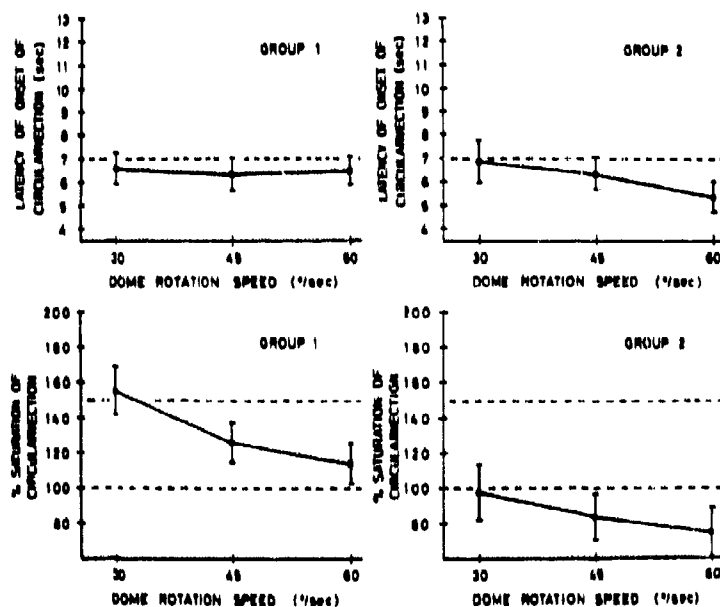 LATENCY OF ONSET OF
CIRCULARVECTION (sec)
13
12
11
10
9
8
7
6
5
4
GROUP 1
30 45 60
DOME ROTATION SPEED (°/sec)
LATENCY OF ONSET OF
CIRCULARVECTION (sec)
13
12
11
10
9
8
7
6
5
4
GROUP 2
30 45 60
DOME ROTATION SPEED (°/sec)
% SATURATION OF
CIRCULARVECTION
200
180
160
140
120
100
80
GROUP 1
30 45 60
DOME ROTATION SPEED (°/sec)
% SATURATION OF
CIRCULARVECTION
200
180
160
140
120
100
80
GROUP 2
30 45 60
DOME ROTATION SPEED (°/sec)